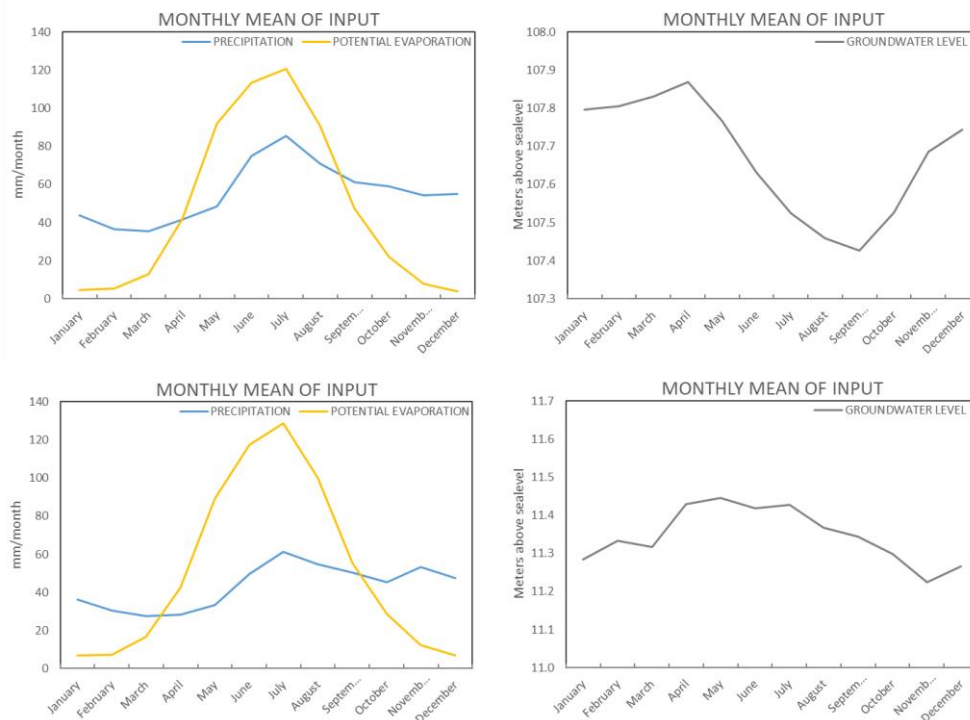 MONTHLY MEAN OF INPUT
PRECIPITATION POTENTIAL EVAPORATION
mm/month
140
120
100
80
60
40
20
0
January February March April May June July August Septem... October Novemb... December
MONTHLY MEAN OF INPUT
GROUNDWATER LEVEL
Meters above sealevel
108.0
107.9
107.8
107.7
107.6
107.5
107.4
107.3
January February March April May June July August Septem... October Novemb... December
MONTHLY MEAN OF INPUT
PRECIPITATION POTENTIAL EVAPORATION
mm/month
140
120
100
80
60
40
20
0
January February March April May June July August Septem... October Novemb... December
MONTHLY MEAN OF INPUT
GROUNDWATER LEVEL
Meters above sealevel
11.7
11.6
11.5
11.4
11.3
11.2
11.1
11.0
January February March April May June July August Septem... October Novemb... December